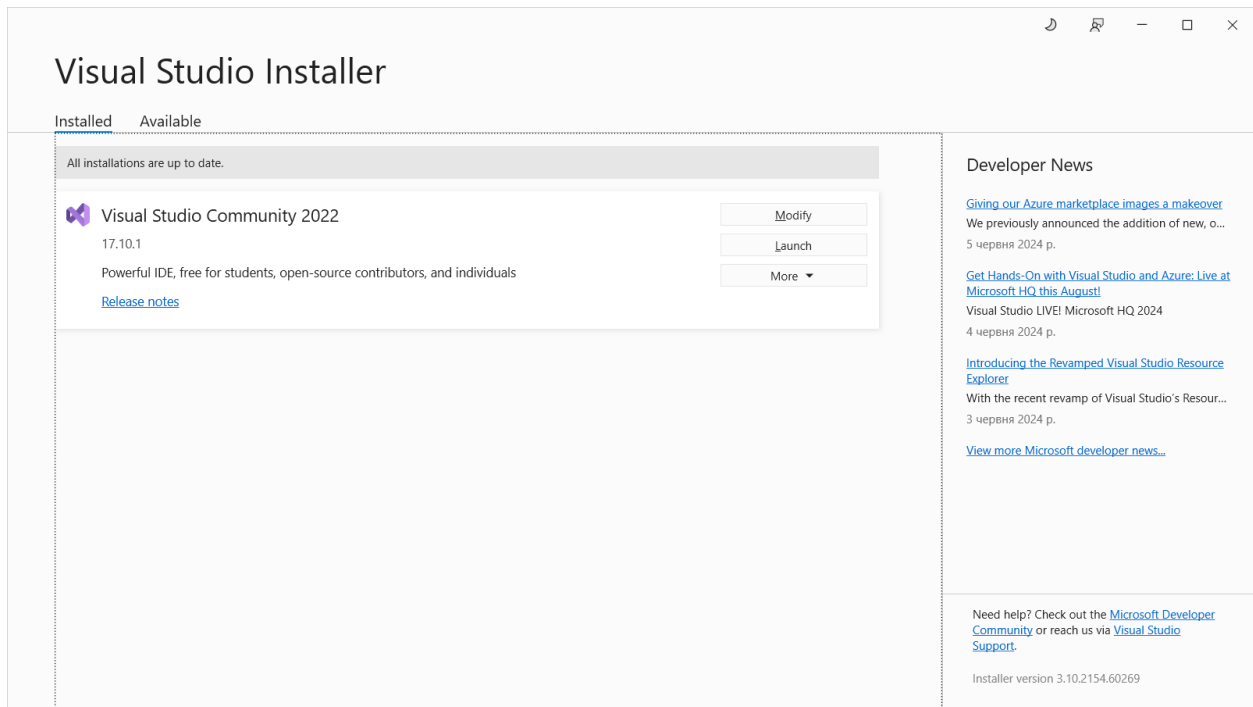 Visual Studio Installer
Installed
Available
All installations are up to date.
Visual Studio Community 2022
17.10.1
Powerful IDE, free for students, open-source contributors, and individuals
Release notes
Modify
Launch
More
Developer News
Giving our Azure marketplace images a makeover
We previously announced the addition of new, o...
5 червня 2024 р.
Get Hands-On with Visual Studio and Azure: Live at
Microsoft HQ this August!
Visual Studio LIVE! Microsoft HQ 2024
4 червня 2024 р.
Introducing the Revamped Visual Studio Resource
Explorer
With the recent revamp of Visual Studio’s Resour...
3 червня 2024 р.
View more Microsoft developer news...
Need help? Check out the Microsoft Developer
Community or reach us via Visual Studio
Support.
Installer version 3.10.2154.60269